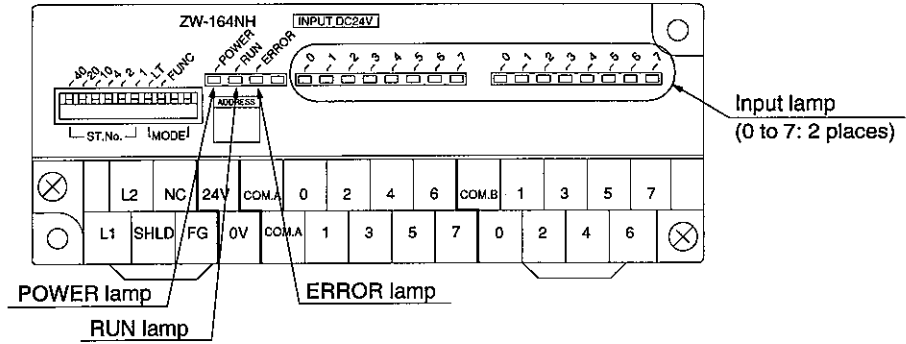 ZW-164NH
INPUT DC24V
POWER
RUN
ERROR
0 1 2 3 4 5 6 7
0 1 2 3 4 5 6 7
40 20 10 4 2 1 LT FUNC
ADDRESS
ST.No. MODE
Input lamp
(0 to 7: 2 places)
L2 NC 24V COM.A 0 2 4 6 COM.B 1 3 5 7
L1 SHLD FG 0V COM.A 1 3 5 7 0 2 4 6
POWER lamp
ERROR lamp
RUN lamp